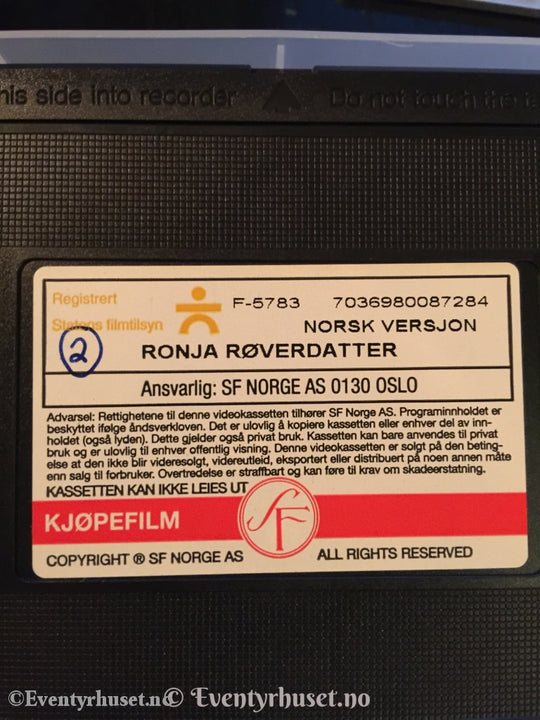 his side into recorder Do not touch the ta
Registrert F-5783 7036980087284
Statens filmtilsyn NORSK VERSJON
2 RONJA RØVERDATTER
Ansvarlig: SF NORGE AS 0130 OSLO
Advarsel: Rettighetene til denne videokassetten tilhører SF Norge AS. Programinnholdet er
beskyttet ifølge åndsverkloven. Det er ulovlig å kopiere kassetten eller enhver del av inn-
holdet (også lyden). Dette gjelder også privat bruk. Kassetten kan bare anvendes til privat
bruk og er ulovlig til enhver offentlig visning. Denne videokassetten er solgt på den beting-
else at den ikke blir videresolgt, videreutleid, eksportert eller distribuert på noen annen måte
enn salg til forbruker. Overtredelse er straffbart og kan føre til krav om skadeerstatning.
KASSETTEN KAN IKKE LEIES UT
KJØPEFILM SF
COPYRIGHT ® SF NORGE AS ALL RIGHTS RESERVED
©Eventyrhuset.no © Eventyrhuset.no